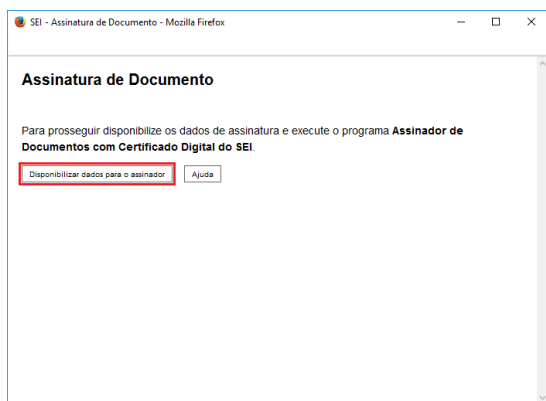 SEI - Assinatura de Documento - Mozilla Firefox
Assinatura de Documento
Para prosseguir disponibilize os dados de assinatura e execute o programa Assinador de
Documentos com Certificado Digital do SEI.
Disponibilizar dados para o assinador Ajuda